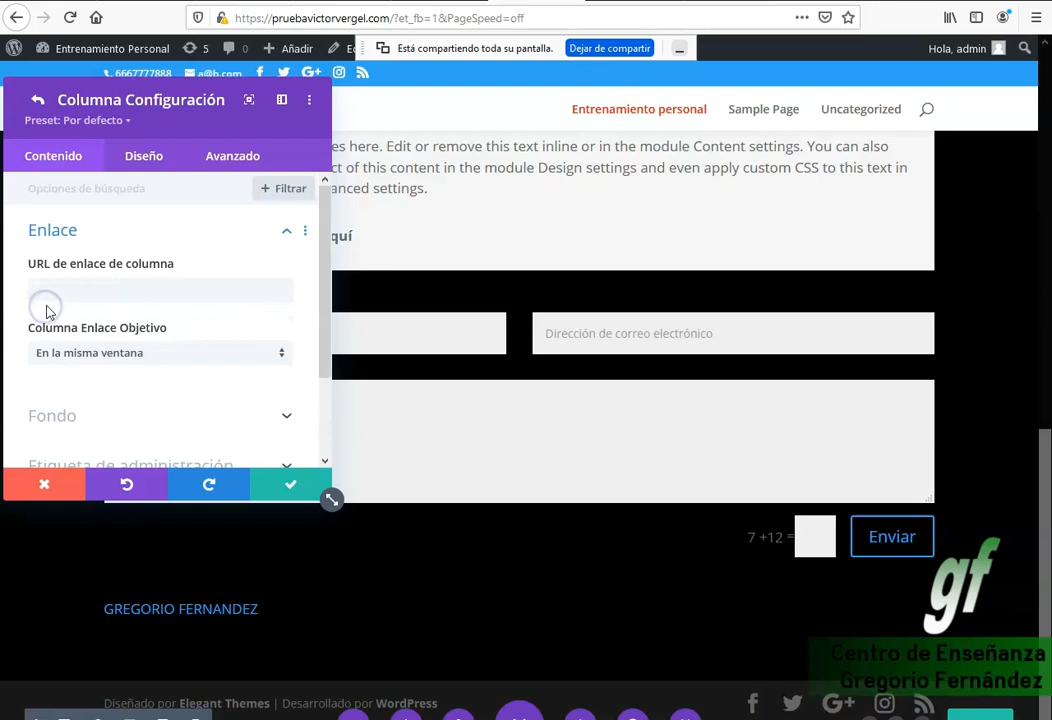 https://pruebavictorvergel.com/?et_fb=1&PageSpeed=off
Entrenamiento Personal 5 0 Añadir
Está compartiendo toda su pantalla. Dejar de compartir
Hola, admin
6667777888 a@b.com
Columna Configuración
Preset: Por defecto
Entrenamiento personal Sample Page Uncategorized
Contenido Diseño Avanzado
Opciones de búsqueda + Filtrar
es here. Edit or remove this text inline or in the module Content settings. You can also
ct of this content in the module Design settings and even apply custom CSS to this text in
anced settings.
Enlace
quí
URL de enlace de columna
Columna Enlace Objetivo
En la misma ventana
Dirección de correo electrónico
Fondo
Etiqueta de administración
7 +12 =
Enviar
gf
GREGORIO FERNANDEZ
Centro de Enseñanza
Gregorio Fernández
Diseñado por Elegant Themes | Desarrollado por WordPress